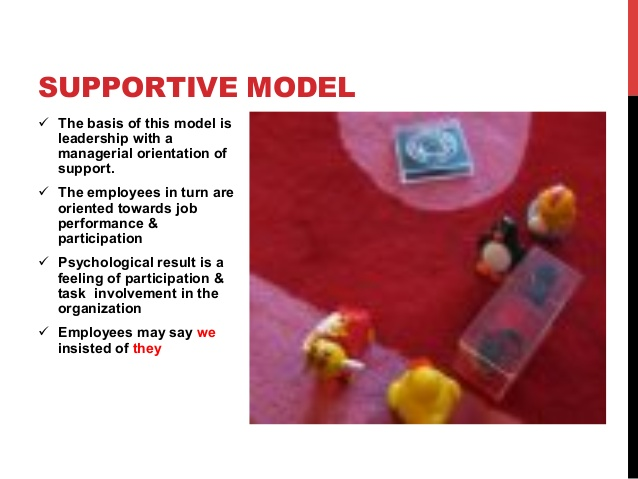 SUPPORTIVE MODEL
✓ The basis of this model is
leadership with a
managerial orientation of
support.
✓ The employees in turn are
oriented towards job
performance &
participation
✓ Psychological result is a
feeling of participation &
task involvement in the
organization
✓ Employees may say we
insisted of they